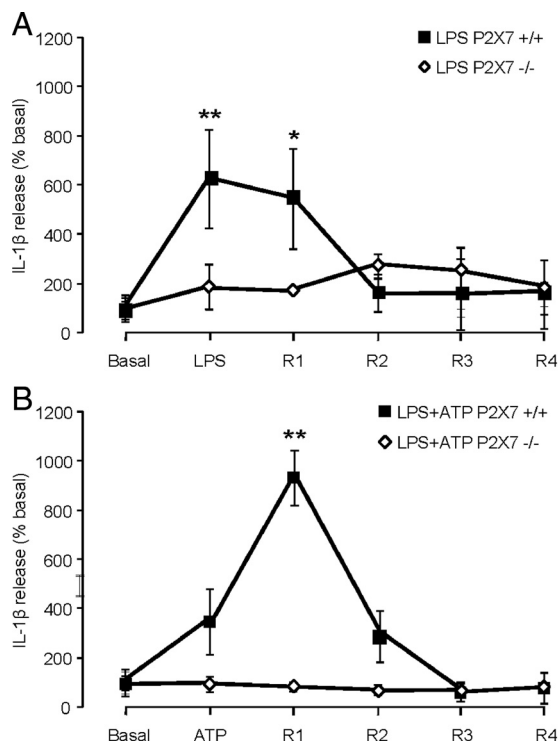 A
1200
1000
800
600
400
200
0
IL-1β release (% basal)
LPS P2X7 +/+
LPS P2X7 -/-
**
*
Basal LPS R1 R2 R3 R4
B
1200
1000
800
600
400
200
0
IL-1β release (% basal)
LPS+ATP P2X7 +/+
LPS+ATP P2X7 -/-
**
Basal ATP R1 R2 R3 R4